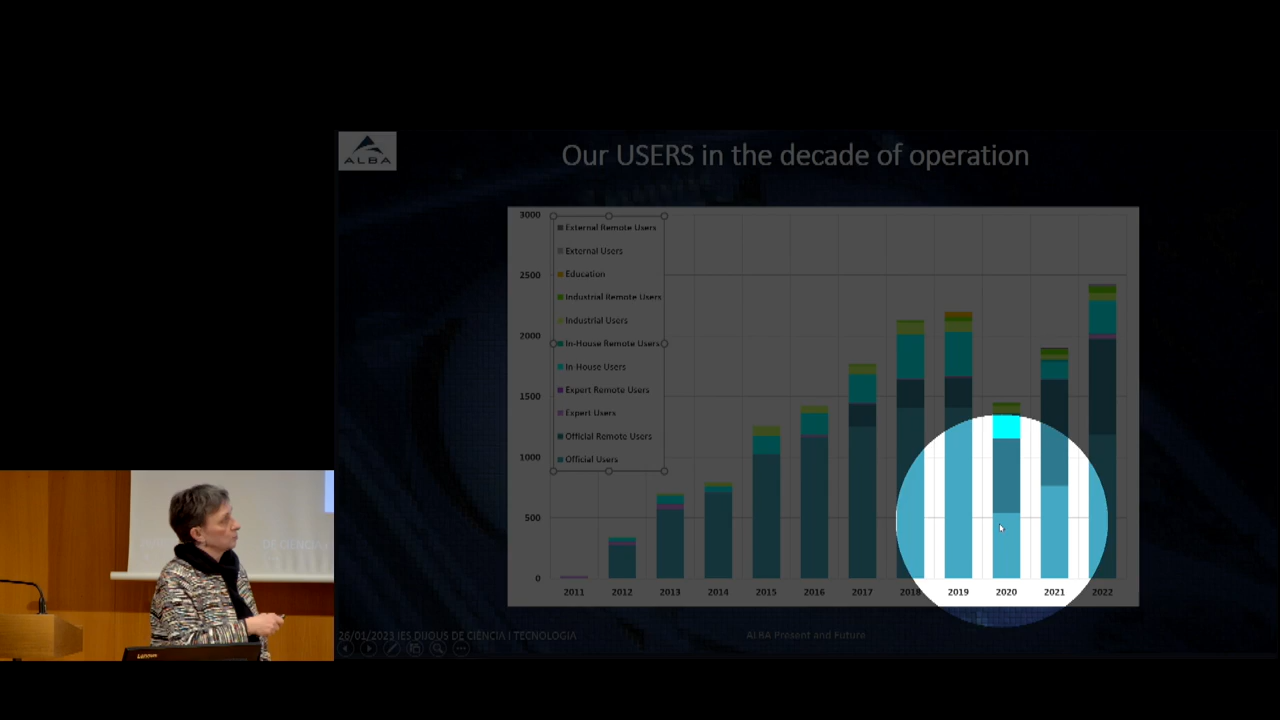 ALBA
Our USERS in the decade of operation
3000
2500
2000
1500
1000
500
0
External Remote Users
External Users
Education
Industrial Remote Users
Industrial Users
In-House Remote Users
In-House Users
Expert Remote Users
Expert Users
Official Remote Users
Official Users
2011 2012 2013 2014 2015 2016 2017 2018 2019 2020 2021 2022
26/01/2023 IES DIJOUS DE CIÈNCIA I TECNOLOGIA
ALBA Present and Future
DE CIÈNCIA
Lenovo